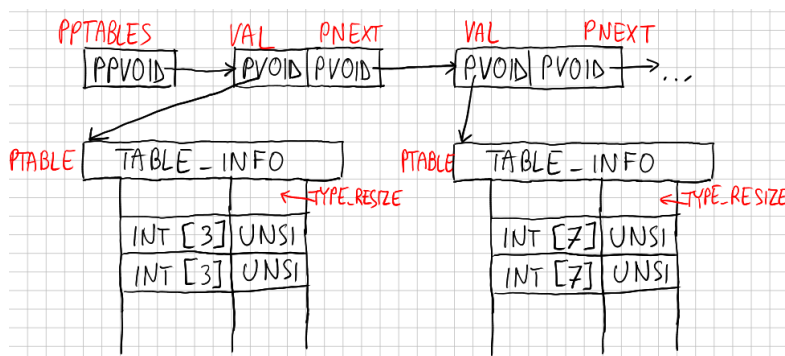 PPTABLES VAL PNEXT VAL PNEXT
PPVOID PVOID PVOID PVOID PVOID ...
PTABLE TABLE_INFO PTABLE TABLE_INFO
TYPE_RESIZE TYPE_RESIZE
INT [3] UNSI INT [7] UNSI
INT [3] UNSI INT [7] UNSI